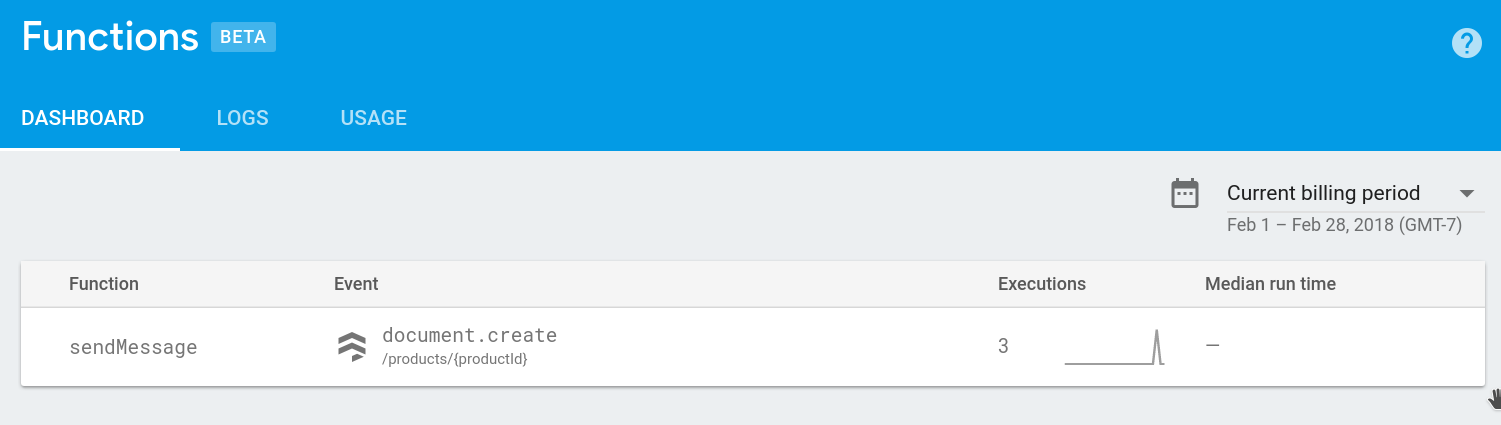 Functions BETA
?
DASHBOARD LOGS USAGE
Current billing period
Feb 1 – Feb 28, 2018 (GMT-7)
Function Event Executions Median run time
sendMessage document.create 3 —
/products/{productId}